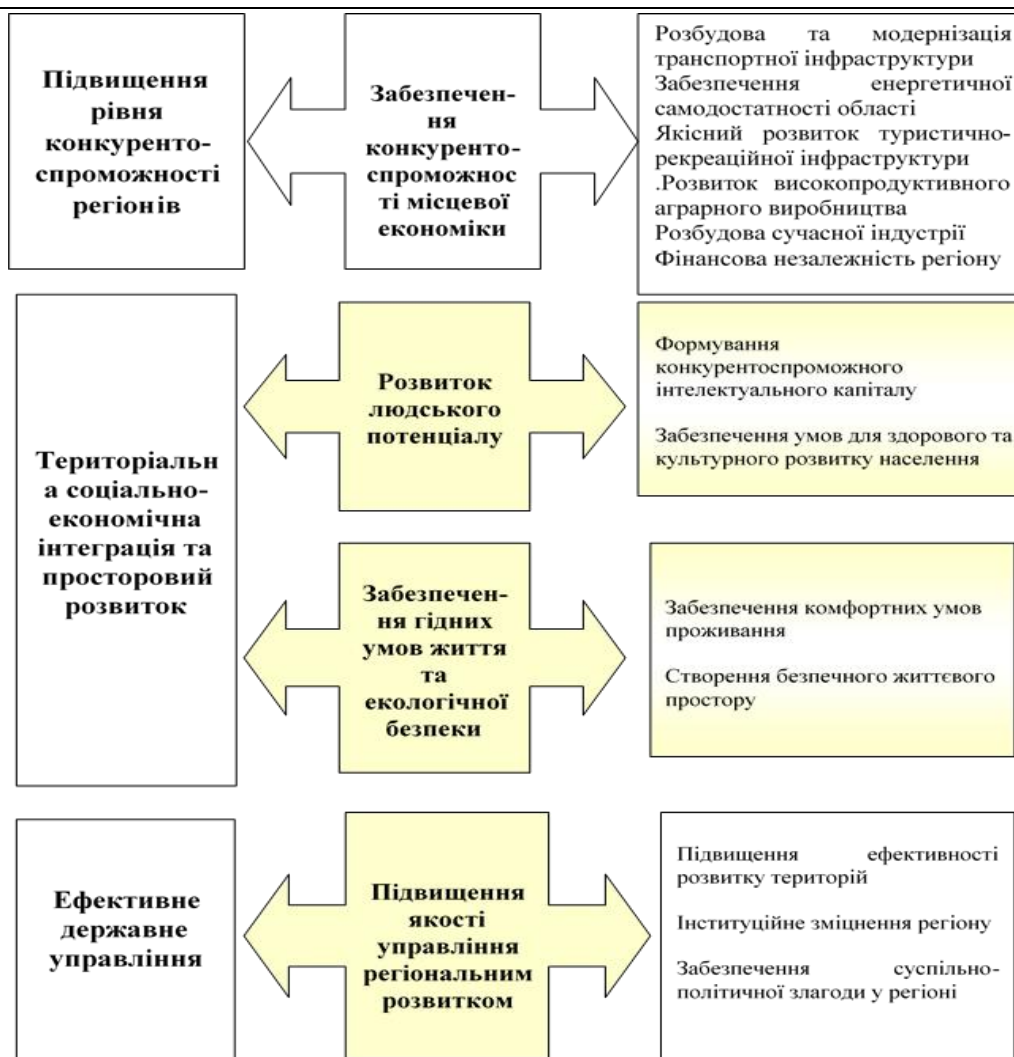 Підвищення
рівня
конкуренто-
спроможності
регіонів
Забезпечен-
ня
конкуренто-
спроможнос
ті місцевої
економіки
Розбудова та модернізація
транспортної інфраструктури
Забезпечення енергетичної
самодостатності області
Якісний розвиток туристично-
рекреаційної інфраструктури
.Розвиток високопродуктивного
аграрного виробництва
Розбудова сучасної індустрії
Фінансова незалежність регіону
Територіальн
а соціально-
економічна
інтеграція та
просторовий
розвиток
Розвиток
людського
потенціалу
Формування
конкурентоспроможного
інтелектуального капіталу
Забезпечення умов для здорового та
культурного розвитку населення
Забезпечен-
ня гідних
умов життя
та
екологічної
безпеки
Забезпечення комфортних умов
проживання
Створення безпечного життєвого
простору
Ефективне
державне
управління
Підвищення
якості
управління
регіональним
розвитком
Підвищення ефективності
розвитку територій
Інституційне зміцнення регіону
Забезпечення суспільно-
політичної злагоди у регіоні